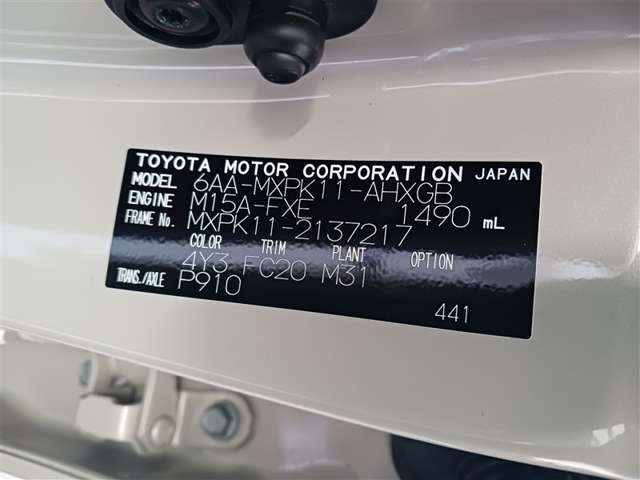 TOYOTA MOTOR CORPORATION JAPAN
MODEL 6AA-MXPK11-AHXGB
ENGINE M15A-FXE 1490 mL
FRAME No. MXPK11-2137217
COLOR TRIM PLANT OPTION
4Y3 FC20 M31
TRANS./AXLE P910
441